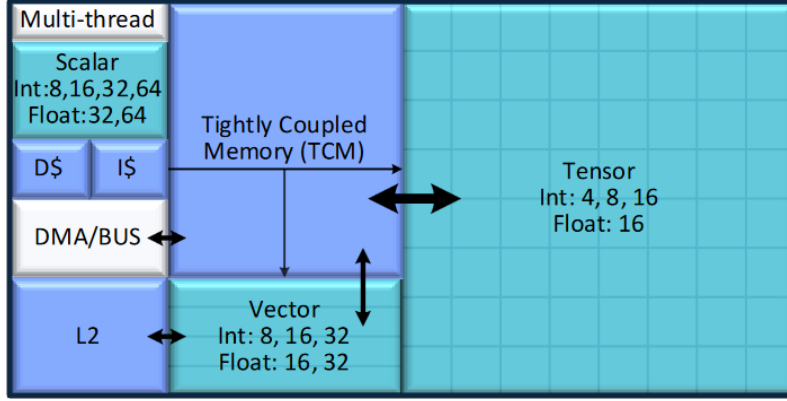 Multi-thread
Scalar
Int:8,16,32,64
Float:32,64
D$
I$
DMA/BUS
L2
Tightly Coupled
Memory (TCM)
Vector
Int: 8, 16, 32
Float: 16, 32
Tensor
Int: 4, 8, 16
Float: 16